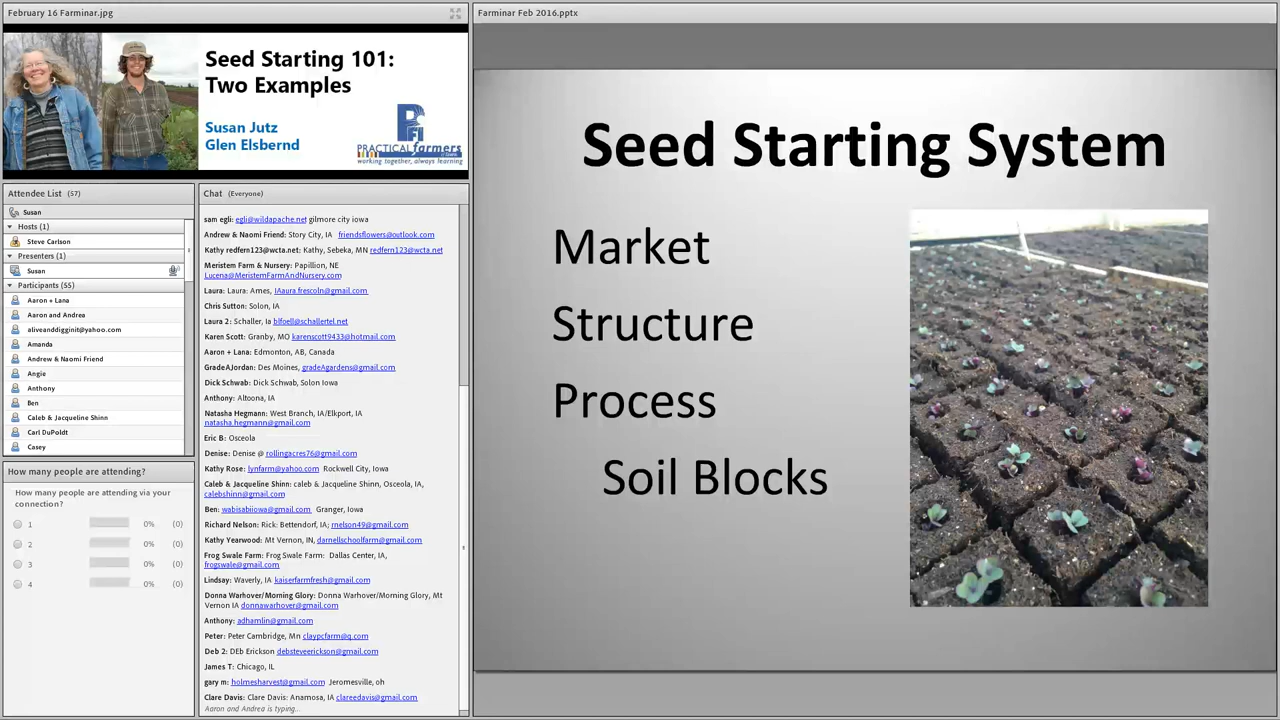 February 16 Farminar.jpg
Seed Starting 101:
Two Examples
Susan Jutz
Glen Elsbernd
PFI
PRACTICAL farmers
working together, always learning
Attendee List (57)
Susan
Hosts (1)
Steve Carlson
Presenters (1)
Susan
Participants (55)
Aaron + Lana
Aaron and Andrea
aliveanddigginit@yahoo.com
Amanda
Andrew & Naomi Friend
Angie
Anthony
Ben
Caleb & Jacqueline Shinn
Carl DuPoldt
Casey
How many people are attending?
How many people are attending via your
connection?
1 0% (0)
2 0% (0)
3 0% (0)
4 0% (0)
Chat (Everyone)
sam egli: egli@wildapache.net gilmore city iowa
Andrew & Naomi Friend: Story City, IA friendsflowers@outlook.com
Kathy redfern123@wcta.net: Kathy, Sebeka, MN redfern123@wcta.net
Meristem Farm & Nursery: Papillion, NE
Lucena@MeristemFarmAndNursery.com
Laura: Laura: Ames, IAaura.frescoln@gmail.com
Chris Sutton: Solon, IA
Laura 2: Schaller, Ia blfoell@schallertel.net
Karen Scott: Granby, MO karenscott9433@hotmail.com
Aaron + Lana: Edmonton, AB, Canada
GradeAJordan: Des Moines, gradeAgardens@gmail.com
Dick Schwab: Dick Schwab, Solon Iowa
Anthony: Altoona, IA
Natasha Hegmann: West Branch, IA/Elkport, IA
natasha.hegmann@gmail.com
Eric B: Osceola
Denise: Denise @ rollingacres76@gmail.com
Kathy Rose: lynfarm@yahoo.com Rockwell City, Iowa
Caleb & Jacqueline Shinn: caleb & Jacqueline Shinn, Osceola, IA,
calebshinn@gmail.com
Ben: wabisabiiowa@gmail.com Granger, Iowa
Richard Nelson: Rick: Bettendorf, IA; rnelson49@gmail.com
Kathy Yearwood: Mt Vernon, IN, darnellschoolfarm@gmail.com
Frog Swale Farm: Frog Swale Farm: Dallas Center, IA,
frogswale@gmail.com
Lindsay: Waverly, IA kaiserfarmfresh@gmail.com
Donna Warhover/Morning Glory: Donna Warhover/Morning Glory, Mt
Vernon IA donnawarhover@gmail.com
Anthony: adhamlin@gmail.com
Peter: Peter Cambridge, Mn claypcfarm@q.com
Deb 2: DEb Erickson debsteveerickson@gmail.com
James T: Chicago, IL
gary m: holmesharvest@gmail.com Jeromesville, oh
Clare Davis: Clare Davis: Anamosa, IA clareedavis@gmail.com
Aaron and Andrea is typing...
Farminar Feb 2016.pptx
Seed Starting System
Market
Structure
Process
Soil Blocks